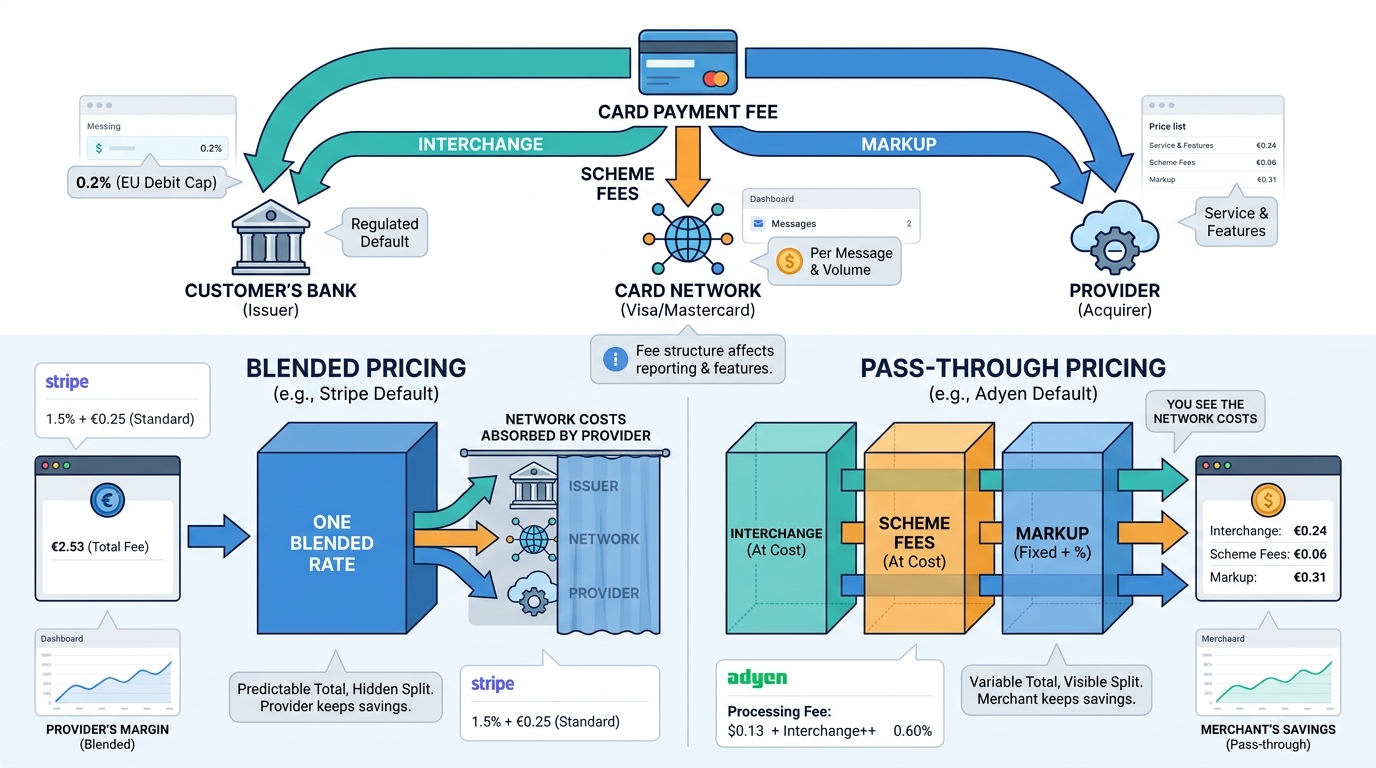 CARD PAYMENT FEE
INTERCHANGE
MARKUP
SCHEME
FEES
Messing
$ 0.2%
0.2% (EU Debit Cap)
Regulated
Default
CUSTOMER'S BANK
(Issuer)
Dashboard
Messages 2
$ Per Message
& Volume
CARD NETWORK
(Visa/Mastercard)
Price list
Service & Features €0.24
Scheme Fees €0.06
Markup €0.31
Service &
Features
PROVIDER
(Acquirer)
Fee structure affects
reporting & features.
BLENDED PRICING
(e.g., Stripe Default)
stripe
1.5% + €0.25 (Standard)
€
€2.53 (Total Fee)
Dashboard
PROVIDER'S MARGIN
(Blended)
ONE
BLENDED
RATE
NETWORK COSTS
ABSORBED BY PROVIDER
ISSUER
NETWORK
PROVIDER
Predictable Total, Hidden Split.
Provider keeps savings.
stripe
1.5% + €0.25 (Standard)
PASS-THROUGH PRICING
(e.g., Adyen Default)
YOU SEE THE
NETWORK COSTS
INTERCHANGE
(At Cost)
SCHEME
FEES
(At Cost)
MARKUP
(Fixed + %)
$
Interchange: €0.24
Scheme Fees: €0.06
Markup: €0.31
adyen
Processing Fee:
$0.13 + Interchange++ 0.60%
Variable Total, Visible Split.
Merchant keeps savings.
Merchaard
MERCHANT'S SAVINGS
(Pass-through)